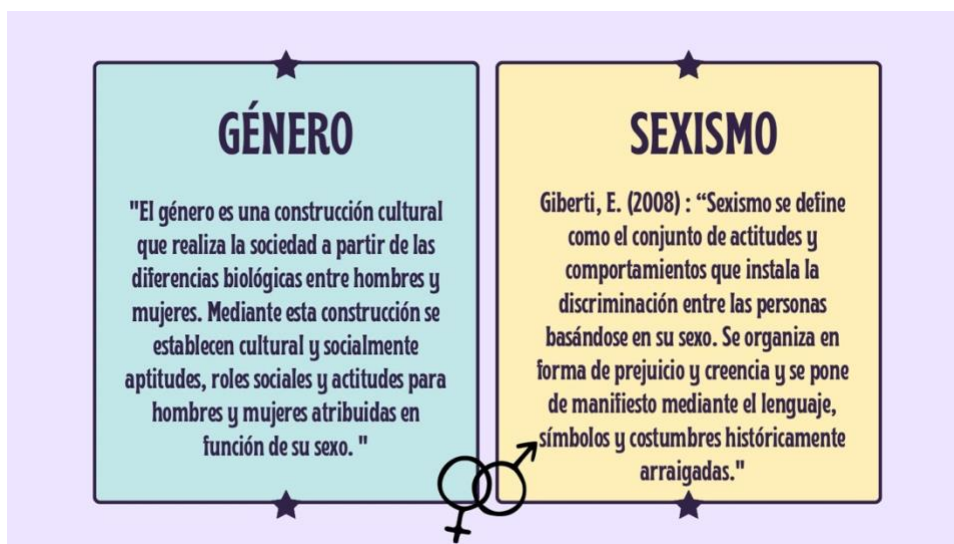 GÉNERO
"El género es una construcción cultural
que realiza la sociedad a partir de las
diferencias biológicas entre hombres y
mujeres. Mediante esta construcción se
establecen cultural y socialmente
aptitudes, roles sociales y actitudes para
hombres y mujeres atribuidas en
función de su sexo. "
SEXISMO
Giberti, E. (2008) : “Sexismo se define
como el conjunto de actitudes y
comportamientos que instala la
discriminación entre las personas
basándose en su sexo. Se organiza en
forma de prejuicio y creencia y se pone
de manifiesto mediante el lenguaje,
símbolos y costumbres históricamente
arraigadas."